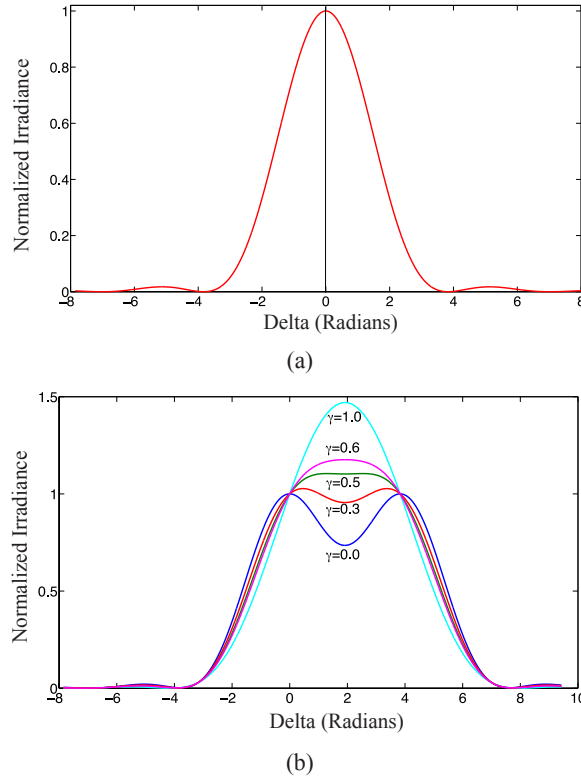 1
0.8
0.6
0.4
0.2
0
Normalized Irradiance
−8 −6 −4 −2 0 2 4 6 8
Delta (Radians)
(a)
1.5
1
0.5
0
Normalized Irradiance
γ=1.0
γ=0.6
γ=0.5
γ=0.3
γ=0.0
−8 −6 −4 −2 0 2 4 6 8 10
Delta (Radians)
(b)